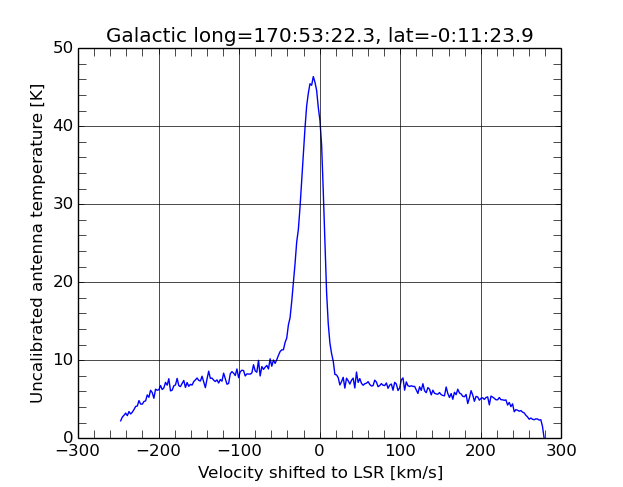 Galactic long=170:53:22.3, lat=-0:11:23.9
50
40
30
20
10
0
Uncalibrated antenna temperature [K]
−300 −200 −100 0 100 200 300
Velocity shifted to LSR [km/s]